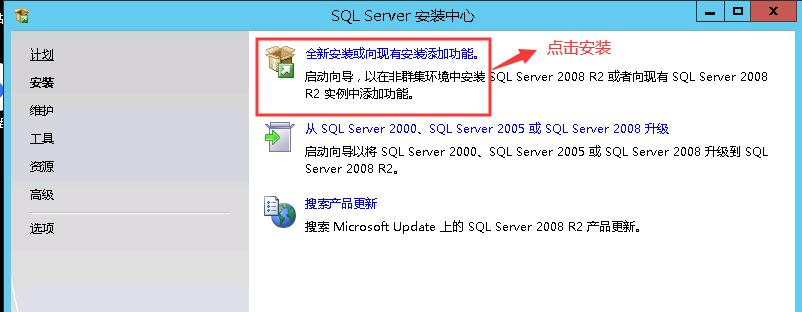 SQL Server 安装中心
计划
安装
维护
工具
资源
高级
选项
全新安装或向现有安装添加功能。
点击安装
启动向导，以在非群集环境中安装 SQL Server 2008 R2 或者向现有 SQL Server 2008
R2 实例中添加功能。
从 SQL Server 2000、SQL Server 2005 或 SQL Server 2008 升级
启动向导以将 SQL Server 2000、SQL Server 2005 或 SQL Server 2008 升级到 SQL
Server 2008 R2。
搜索产品更新
搜索 Microsoft Update 上的 SQL Server 2008 R2 产品更新。